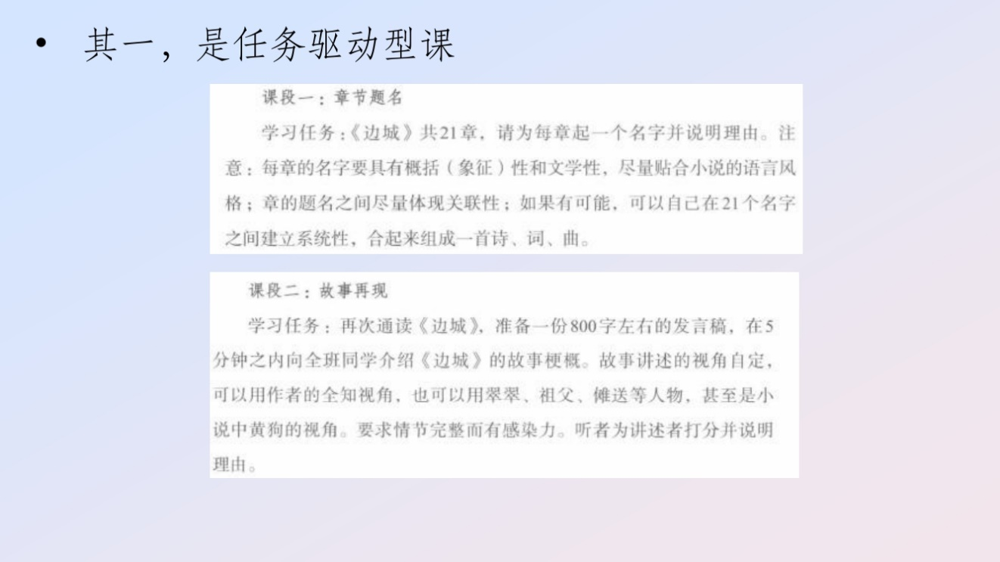 • 其一，是任务驱动型课
课段一：章节题名
学习任务：《边城》共21章，请为每章起一个名字并说明理由。注
意：每章的名字要具有概括（象征）性和文学性，尽量贴合小说的语言风
格；章的题名之间尽量体现关联性；如果有可能，可以自己在21个名字
之间建立系统性，合起来组成一首诗、词、曲。
课段二：故事再现
学习任务：再次通读《边城》，准备一份800字左右的发言稿，在5
分钟之内向全班同学介绍《边城》的故事梗概。故事讲述的视角自定，
可以用作者的全知视角，也可以用翠翠、祖父、傩送等人物，甚至是小
说中黄狗的视角。要求情节完整而有感染力。听者为讲述者打分并说明
理由。